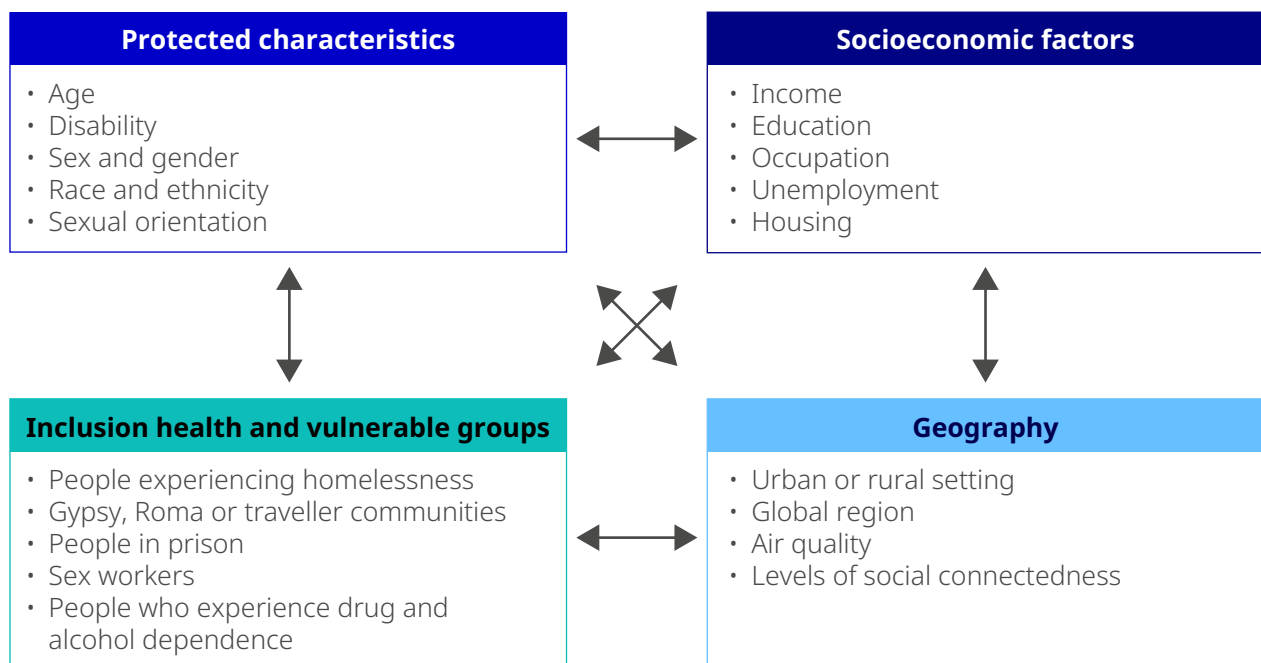 Protected characteristics
• Age
• Disability
• Sex and gender
• Race and ethnicity
• Sexual orientation
Socioeconomic factors
• Income
• Education
• Occupation
• Unemployment
• Housing
Inclusion health and vulnerable groups
• People experiencing homelessness
• Gypsy, Roma or traveller communities
• People in prison
• Sex workers
• People who experience drug and
alcohol dependence
Geography
• Urban or rural setting
• Global region
• Air quality
• Levels of social connectedness